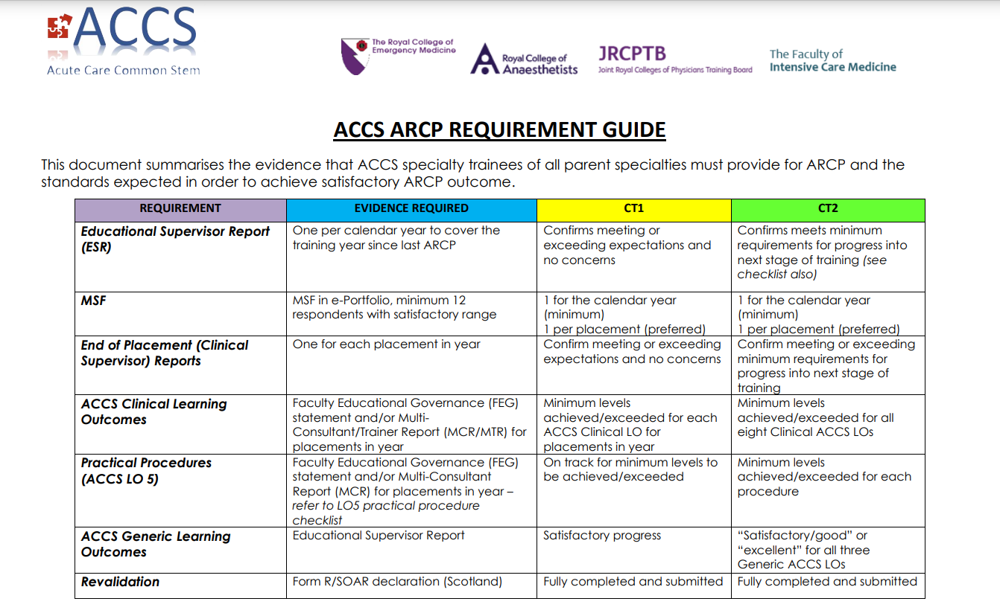 ACCS
Acute Care Common Stem
The Royal College of
Emergency Medicine
Royal College of
Anaesthetists
JRCPTB
Joint Royal Colleges of Physicians Training Board
The Faculty of
Intensive Care Medicine
ACCS ARCP REQUIREMENT GUIDE
This document summarises the evidence that ACCS specialty trainees of all parent specialties must provide for ARCP and the
standards expected in order to achieve satisfactory ARCP outcome.
REQUIREMENT
EVIDENCE REQUIRED
CT1
CT2
Educational Supervisor Report
(ESR)
One per calendar year to cover the
training year since last ARCP
Confirms meeting or
exceeding expectations and
no concerns
Confirms meets minimum
requirements for progress into
next stage of training (see
checklist also)
MSF
MSF in e-Portfolio, minimum 12
respondents with satisfactory range
1 for the calendar year
(minimum)
1 per placement (preferred)
1 for the calendar year
(minimum)
1 per placement (preferred)
End of Placement (Clinical
Supervisor) Reports
One for each placement in year
Confirm meeting or exceeding
expectations and no concerns
Confirm meeting or exceeding
minimum requirements for
progress into next stage of
training
ACCS Clinical Learning
Outcomes
Faculty Educational Governance (FEG)
statement and/or Multi-
Consultant/Trainer Report (MCR/MTR) for
placements in year
Minimum levels
achieved/exceeded for each
ACCS Clinical LO for
placements in year
Minimum levels
achieved/exceeded for all
eight Clinical ACCS LOs
Practical Procedures
(ACCS LO 5)
Faculty Educational Governance (FEG)
statement and/or Multi-Consultant
Report (MCR) for placements in year –
refer to LO5 practical procedure
checklist
On track for minimum levels to
be achieved/exceeded
Minimum levels
achieved/exceeded for each
procedure
ACCS Generic Learning
Outcomes
Educational Supervisor Report
Satisfactory progress
“Satisfactory/good” or
“excellent” for all three
Generic ACCS LOs
Revalidation
Form R/SOAR declaration (Scotland)
Fully completed and submitted
Fully completed and submitted